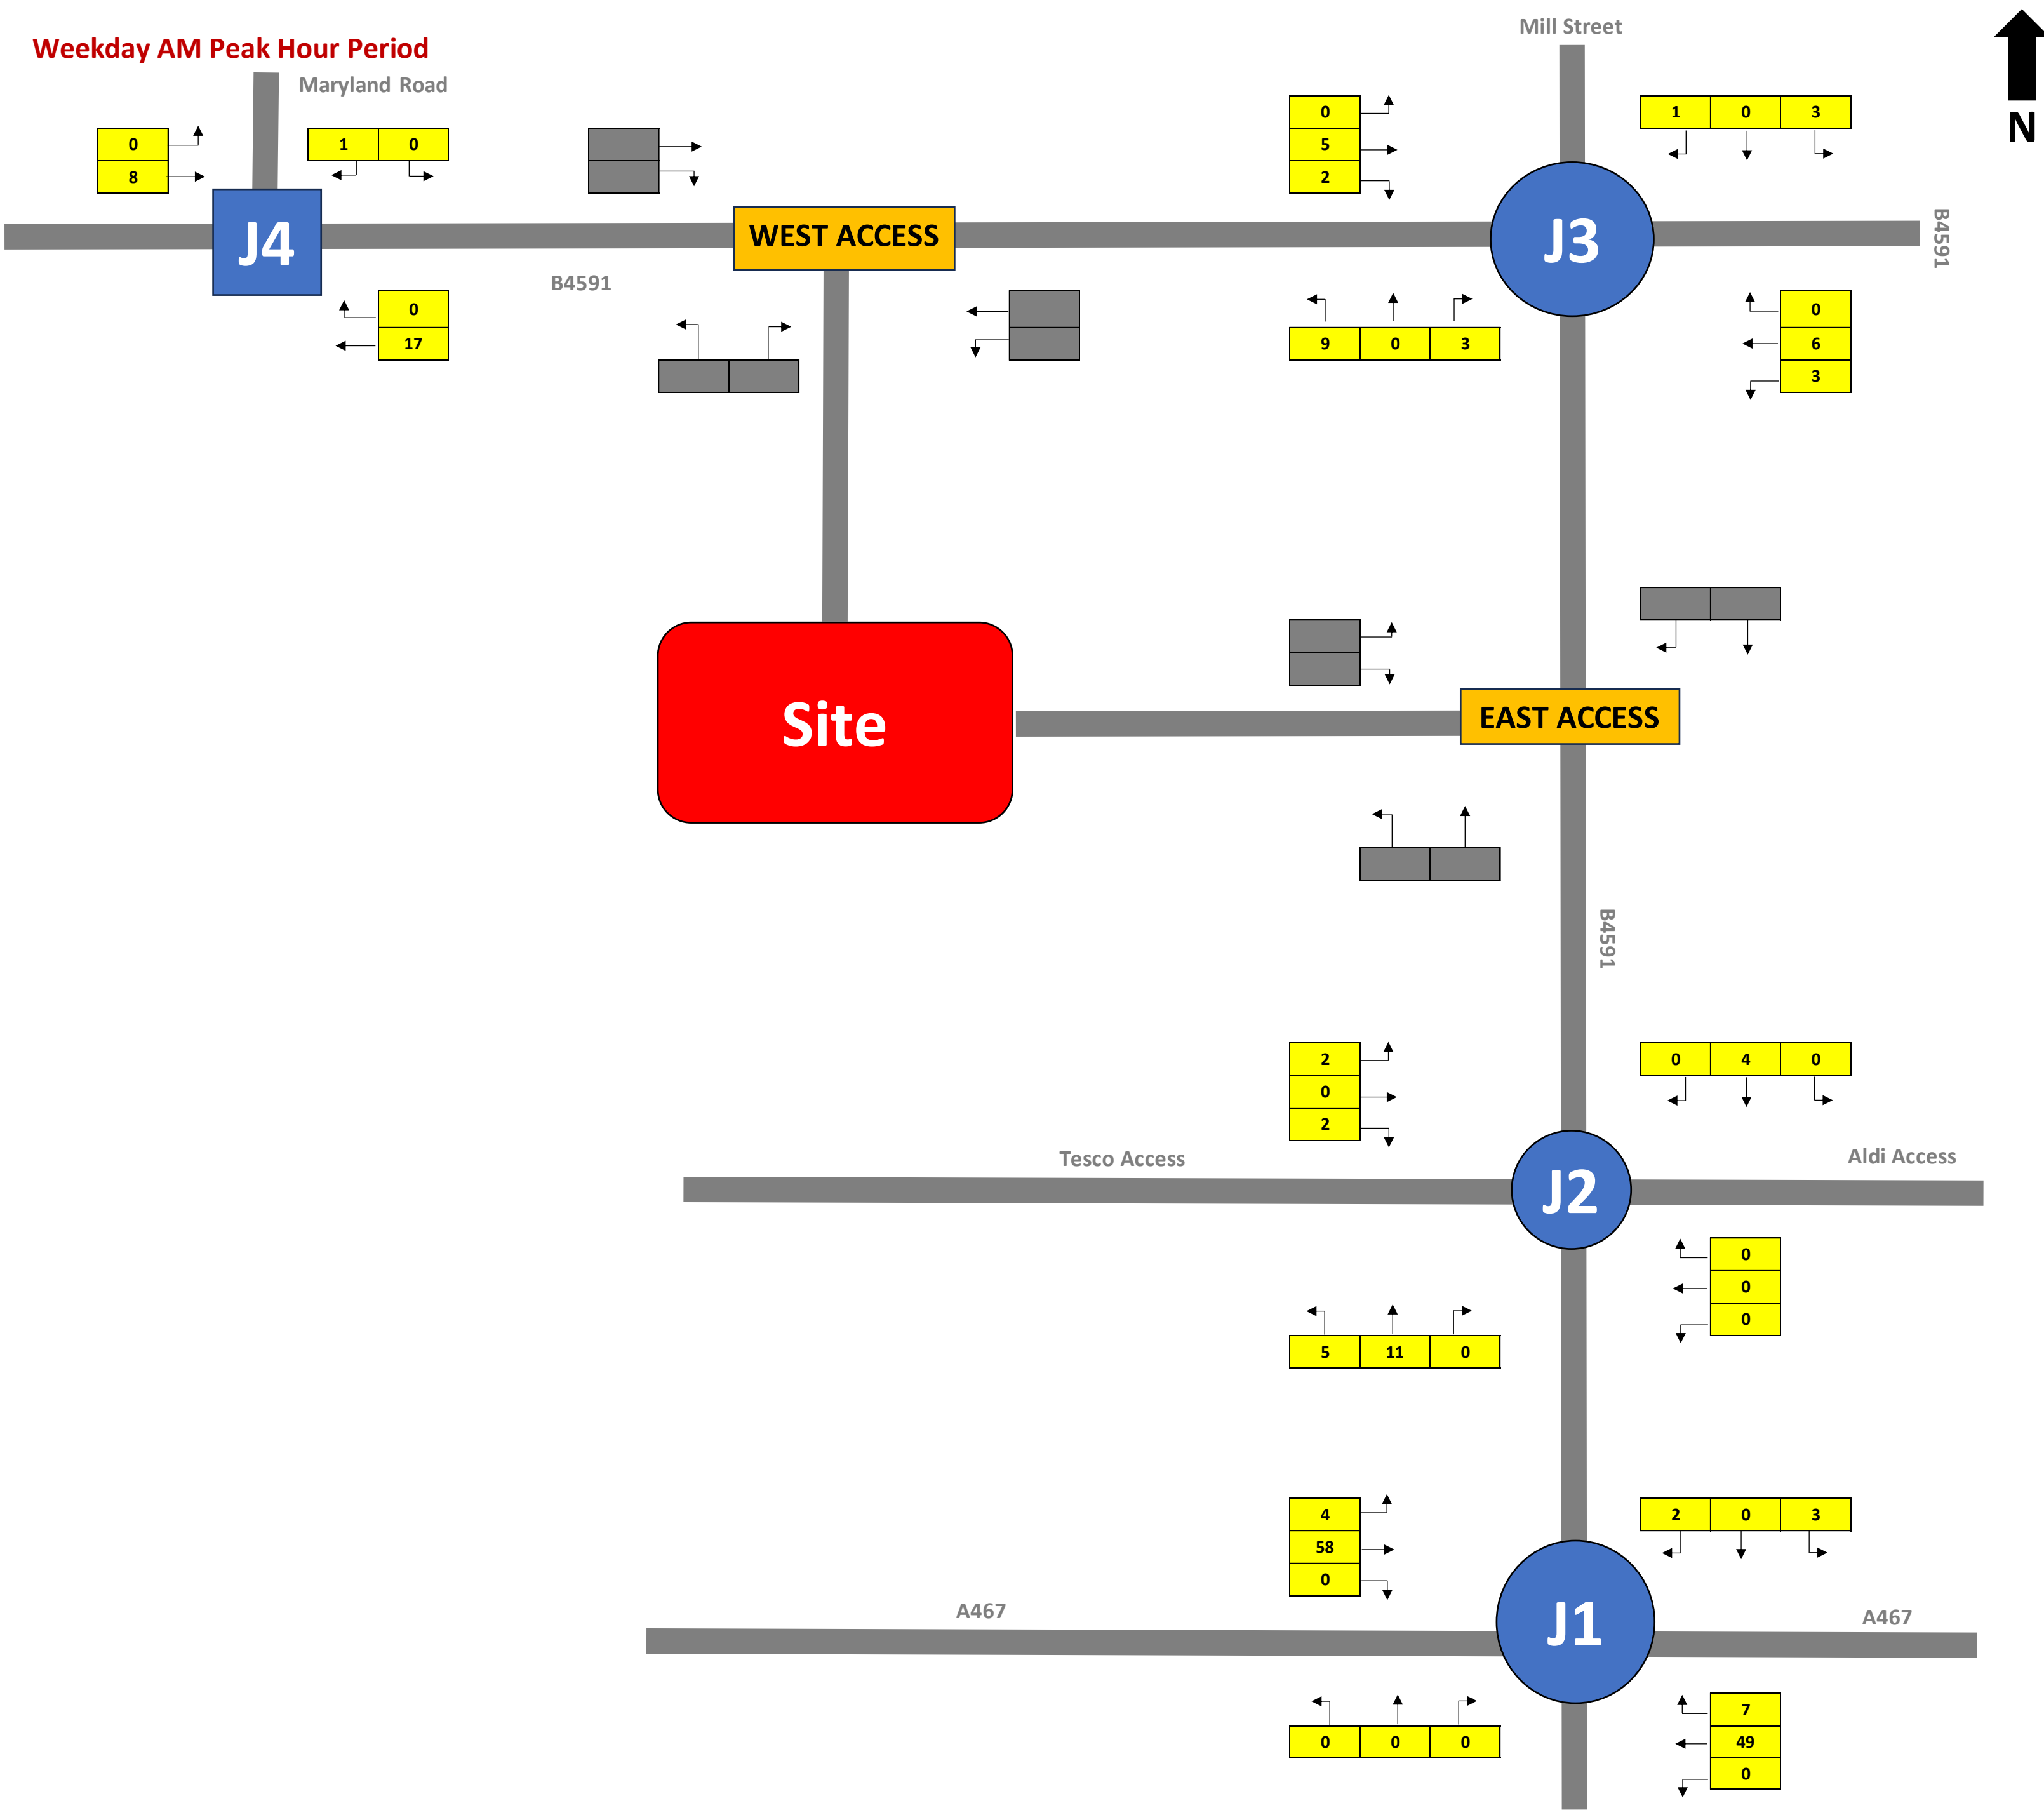 Mill Street
Weekday AM Peak Hour Period
Maryland Road
N
0
8
1 0
0
5
2
1 0 3
J4
WEST ACCESS
J3
B4591
B4591
0
17
9 0 3
0
6
3
Site
EAST ACCESS
B4591
2
0
2
0 4 0
Tesco Access
Aldi Access
J2
0
0
0
5 11 0
4
58
0
2 0 3
A467
A467
J1
0 0 0
7
49
0